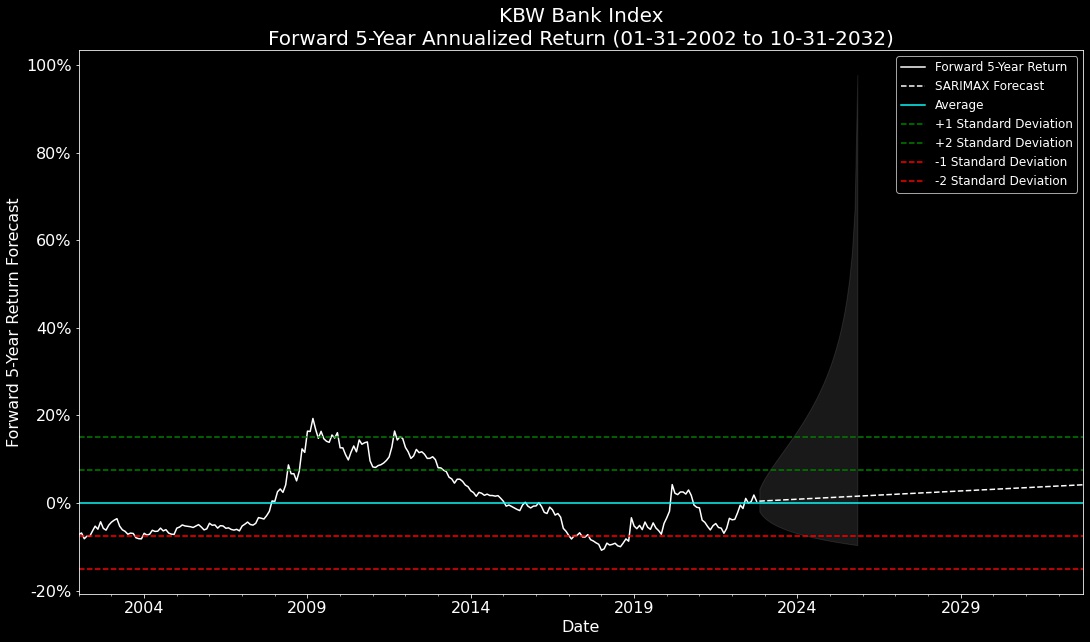 KBW Bank Index
Forward 5-Year Annualized Return (01-31-2002 to 10-31-2032)
Forward 5-Year Return Forecast
100%
80%
60%
40%
20%
0%
-20%
Forward 5-Year Return
SARIMAX Forecast
Average
+1 Standard Deviation
+2 Standard Deviation
-1 Standard Deviation
-2 Standard Deviation
2004
2009
2014
2019
2024
2029
Date